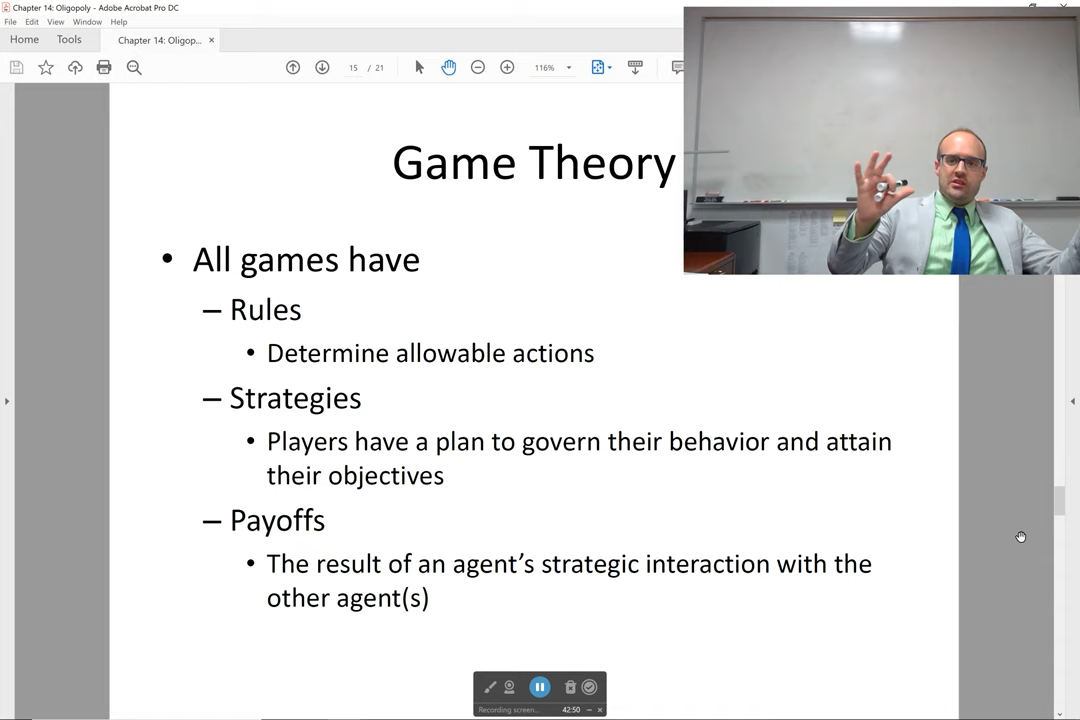 Chapter 14: Oligopoly - Adobe Acrobat Pro DC
File Edit View Window Help
Home Tools Chapter 14: Oligop... ×
15 / 21 116%
Game Theory
• All games have
– Rules
• Determine allowable actions
– Strategies
• Players have a plan to govern their behavior and attain
their objectives
– Payoffs
• The result of an agent’s strategic interaction with the
other agent(s)
Recording screen... 42:50